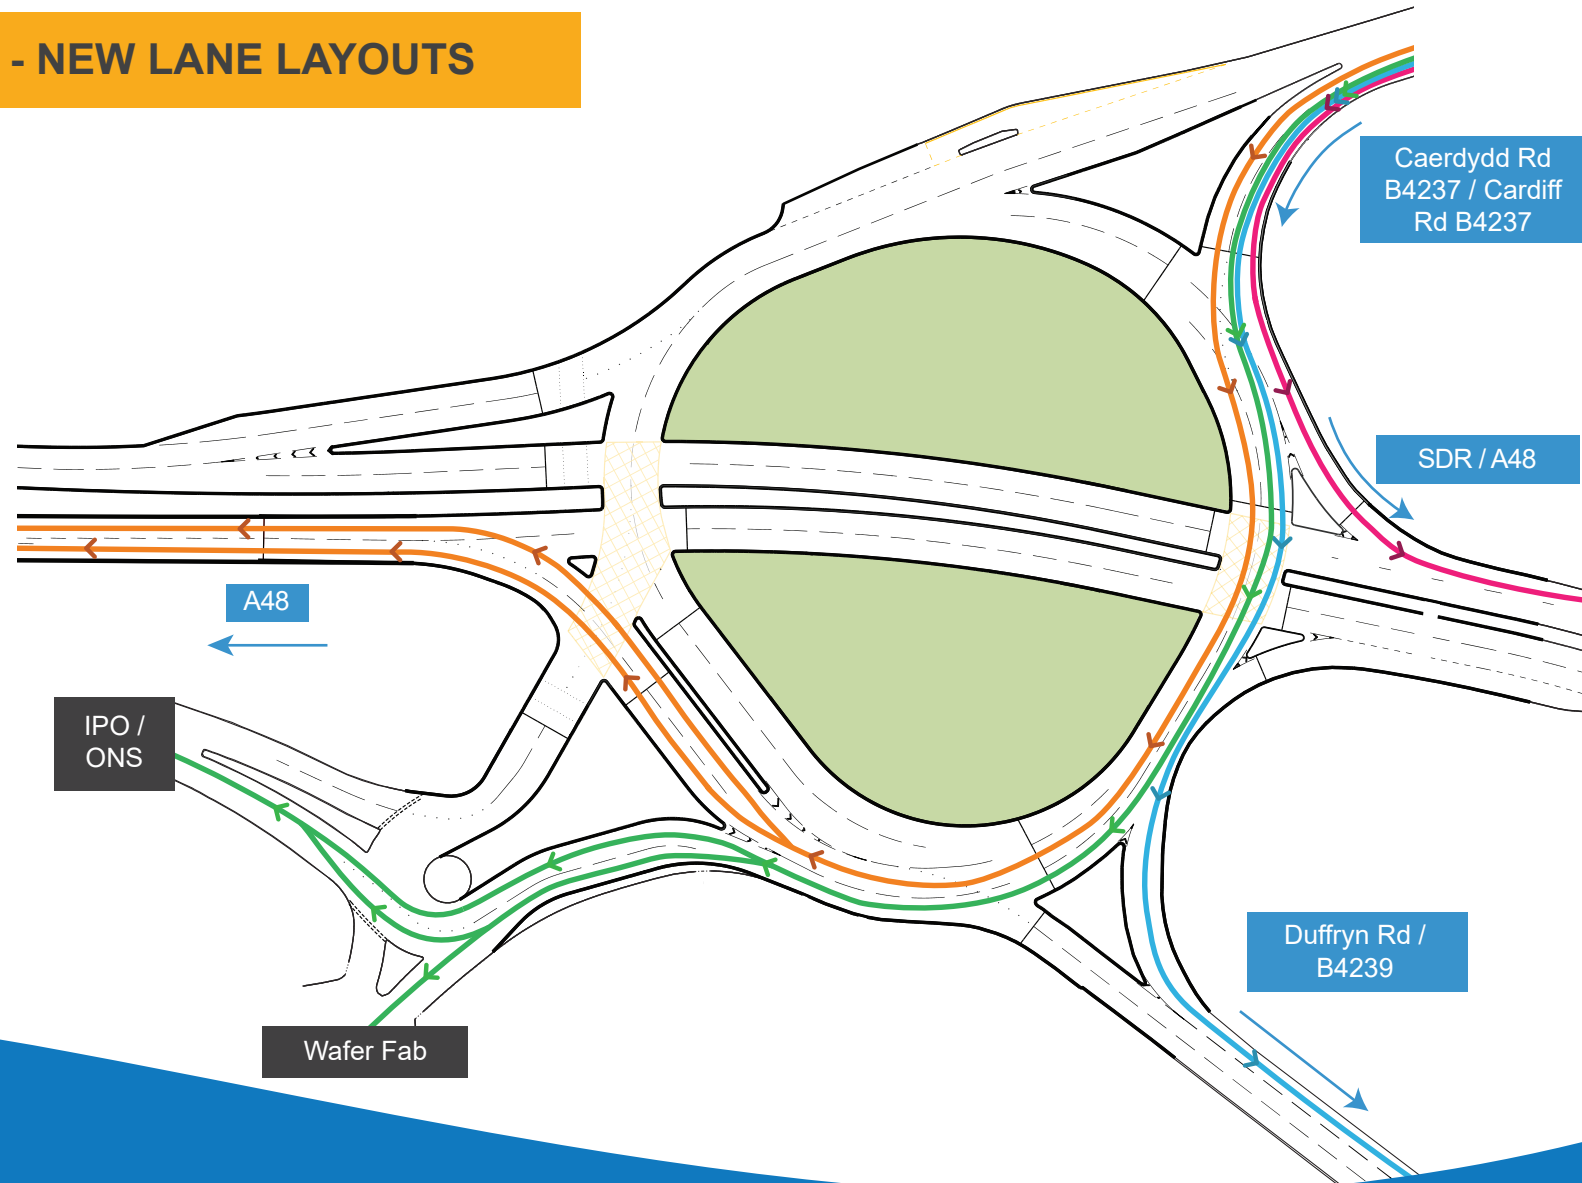 - NEW LANE LAYOUTS
Caerdydd Rd
B4237 / Cardiff
Rd B4237
SDR / A48
A48
IPO /
ONS
Duffryn Rd /
B4239
Wafer Fab